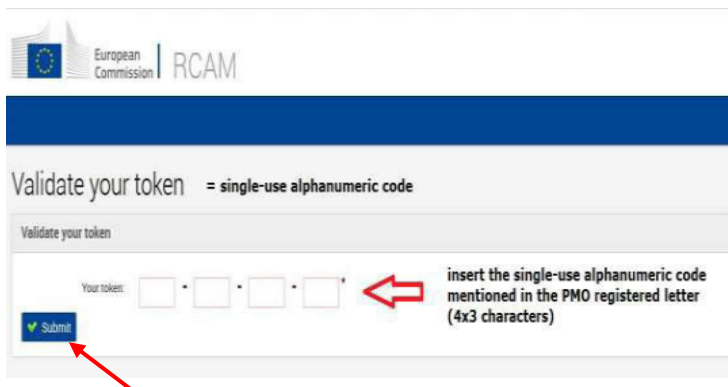 European
Commission RCAM
Validate your token = single-use alphanumeric code
Validate your token
Your token: - - - *
insert the single-use alphanumeric code
mentioned in the PMO registered letter
(4x3 characters)
Submit